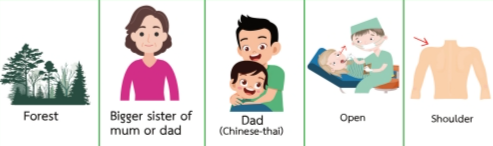 Forest
Bigger sister of
mum or dad
Dad
(Chinese-thai)
Open
Shoulder